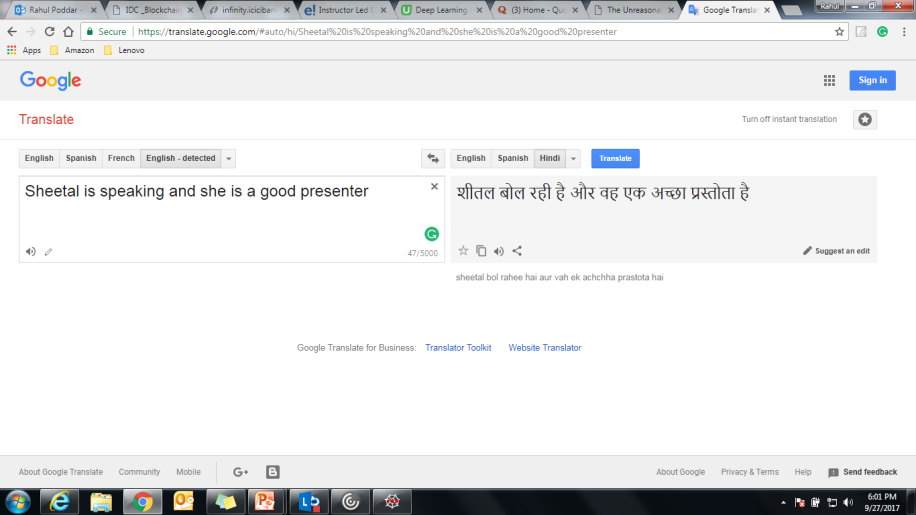 Rahul Poddar -
IDC _Blockchain
infinity.icicibank
Instructor Led C
Deep Learning
(3) Home - Quo
The Unreasona
Google Transla
Rahul
Secure
https://translate.google.com/#auto/hi/Sheetal%20is%20speaking%20and%20she%20is%20a%20good%20presenter
Apps Amazon Lenovo
Google
Sign in
Translate
Turn off instant translation
English Spanish French English - detected
English Spanish Hindi Translate
Sheetal is speaking and she is a good presenter
शीतल बोल रही है और वह एक अच्छा प्रस्तोता है
47/5000
Suggest an edit
sheetal bol rahee hai aur vah ek achchha prastota hai
Google Translate for Business: Translator Toolkit Website Translator
About Google Translate Community Mobile G+ B
About Google Privacy & Terms Help Send feedback
6:01 PM
9/27/2017